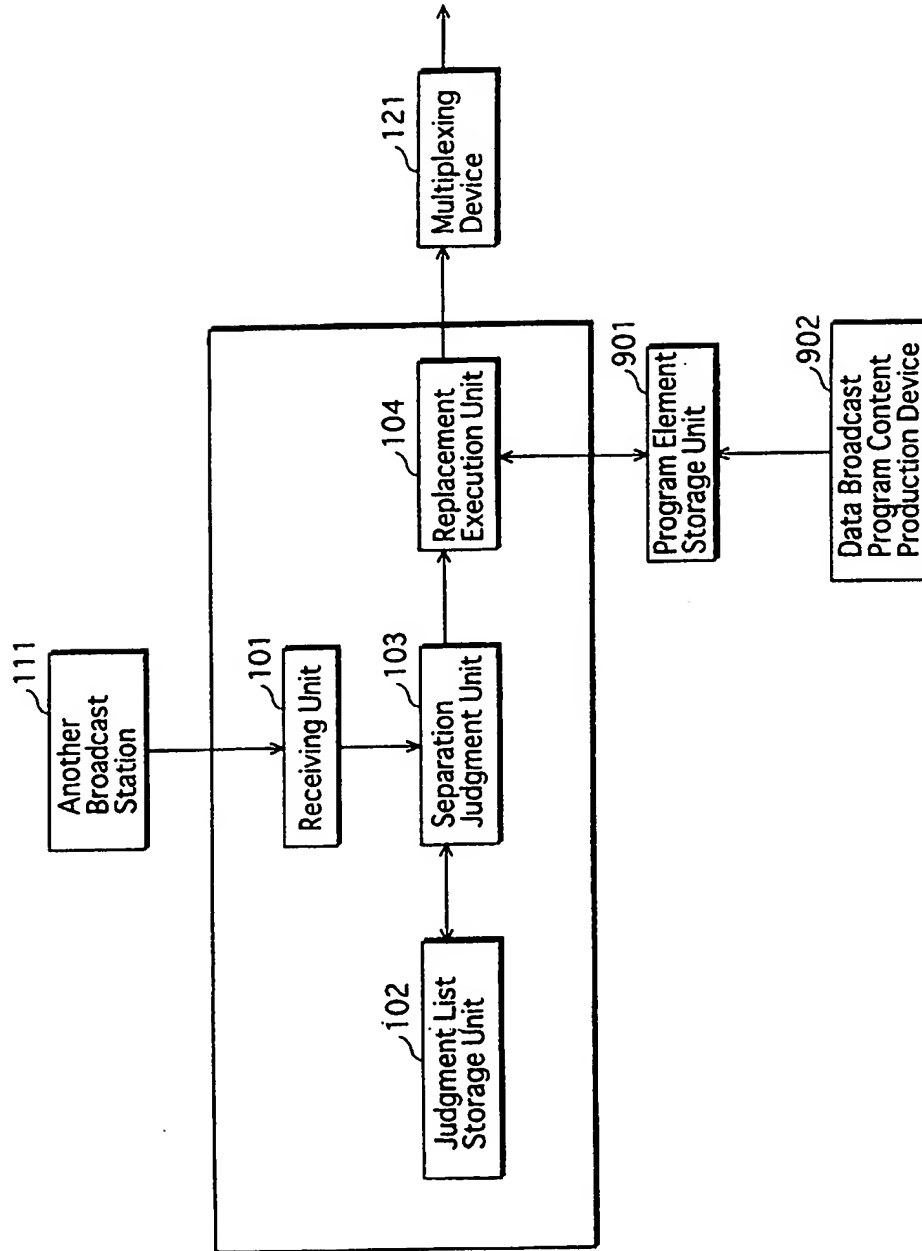 111
Another
Broadcast
Station
101
Receiving Unit
102
Judgment List
Storage Unit
103
Separation
Judgment Unit
104
Replacement
Execution Unit
121
Multiplexing
Device
901
Program Element
Storage Unit
902
Data Broadcast
Program Content
Production Device